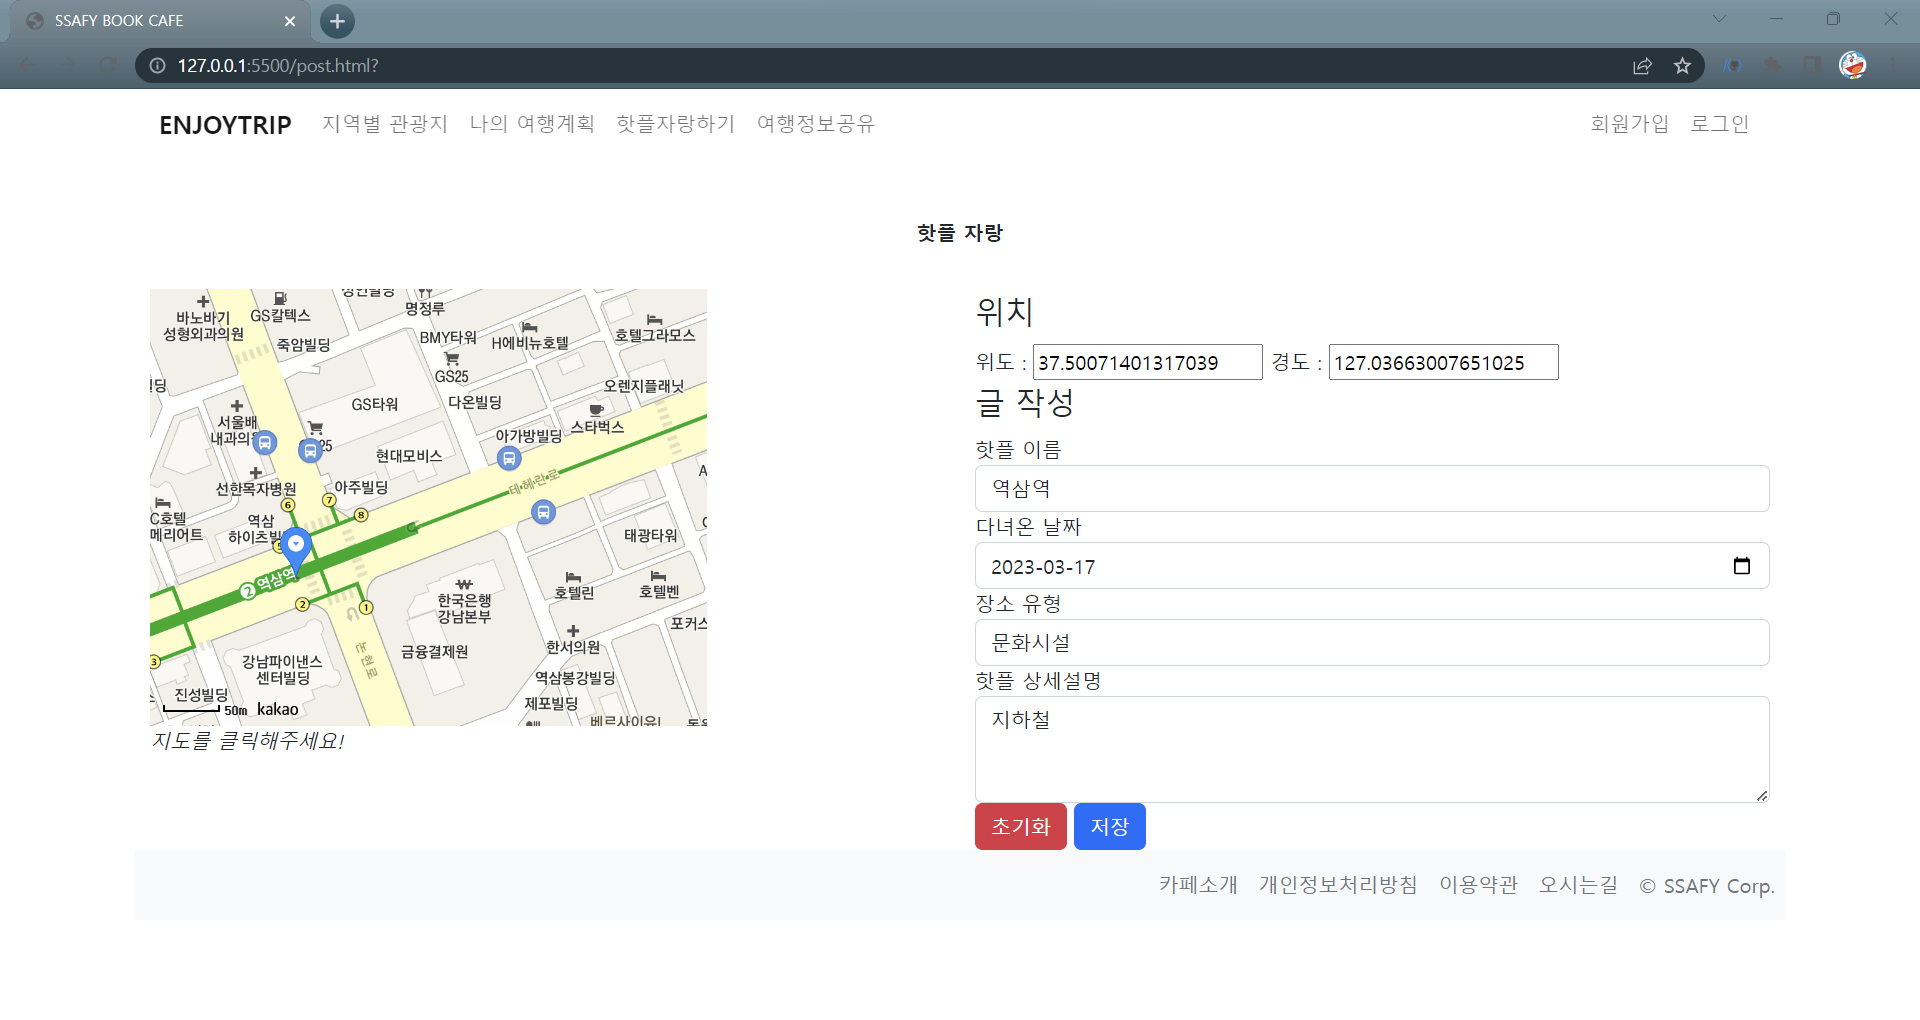 SSAFY BOOK CAFE
127.0.0.1:5500/post.html?
ENJOYTRIP 지역별 관광지 나의 여행계획 핫플자랑하기 여행정보공유 회원가입 로그인
핫플 자랑
바노바기
성형외과의원
GS칼텍스
명정루
죽암빌딩
BMY타워
H에비뉴호텔
호텔그라모스
GS25
오렌지플래닛
GS타워
다온빌딩
서울배
스타벅스
아가방빌딩
현대모비스
선한목자병원
아주빌딩
테헤란로
6
7
8
C호텔
메리어트
역삼
태광타워
2 역삼역
2
1
한국은행
강남본부
호텔린
호텔벤
논현로
금융결제원
한서의원
3
강남파이낸스
센터빌딩
역삼봉강빌딩
진성빌딩
제포빌딩
50m kakao
지도를 클릭해주세요!
위치
위도 : 37.50071401317039 경도 : 127.03663007651025
글 작성
핫플 이름
역삼역
다녀온 날짜
2023-03-17
장소 유형
문화시설
핫플 상세설명
지하철
초기화 저장
카페소개 개인정보처리방침 이용약관 오시는길 © SSAFY Corp.